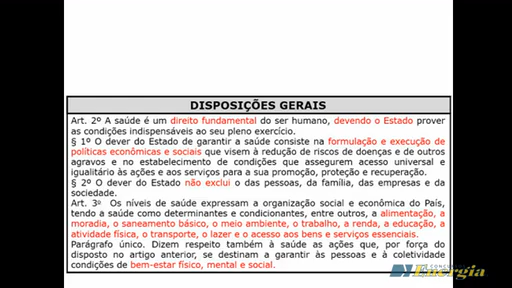 DISPOSIÇÕES GERAIS
Art. 2º A saúde é um direito fundamental do ser humano, devendo o Estado prover
as condições indispensáveis ao seu pleno exercício.
§ 1º O dever do Estado de garantir a saúde consiste na formulação e execução de
políticas econômicas e sociais que visem à redução de riscos de doenças e de outros
agravos e no estabelecimento de condições que assegurem acesso universal e
igualitário às ações e aos serviços para a sua promoção, proteção e recuperação.
§ 2º O dever do Estado não exclui o das pessoas, da família, das empresas e da
sociedade.
Art. 3º Os níveis de saúde expressam a organização social e econômica do País,
tendo a saúde como determinantes e condicionantes, entre outros, a alimentação, a
moradia, o saneamento básico, o meio ambiente, o trabalho, a renda, a educação, a
atividade física, o transporte, o lazer e o acesso aos bens e serviços essenciais.
Parágrafo único. Dizem respeito também à saúde as ações que, por força do
disposto no artigo anterior, se destinam a garantir às pessoas e à coletividade
condições de bem-estar físico, mental e social.
Energia